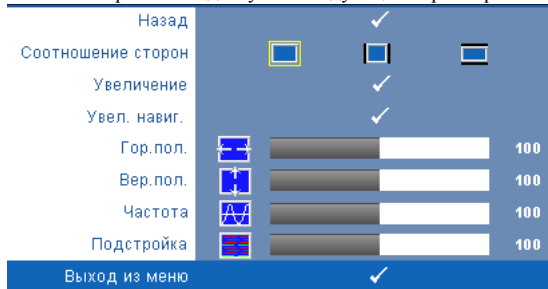 Назад
Соотношение сторон
Увеличение
Увел. навиг.
Гор.пол. 100
Вер.пол. 100
Частота 100
Подстройка 100
Выход из меню